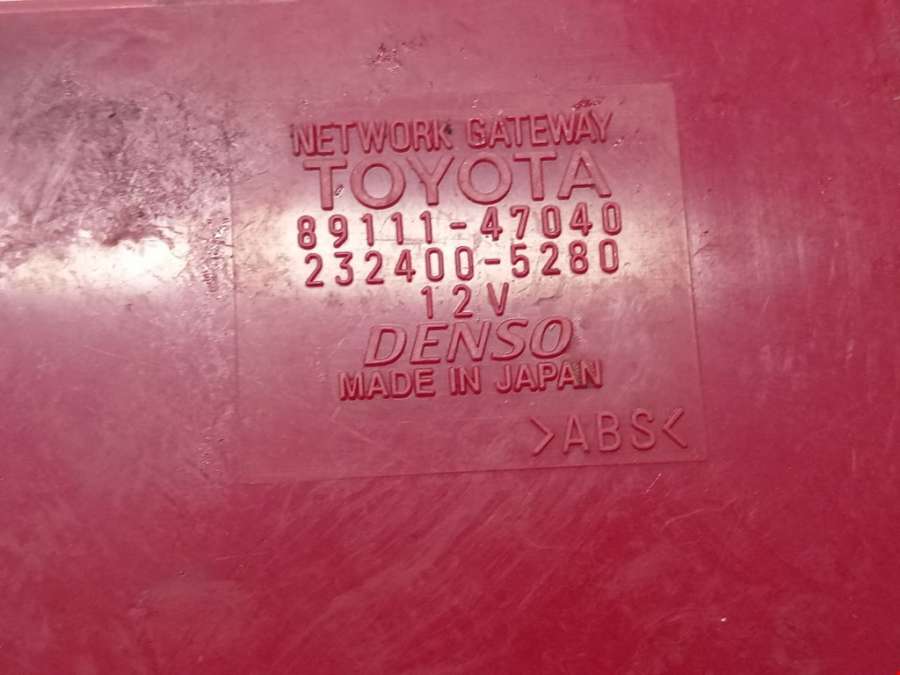 NETWORK GATEWAY
TOYOTA
89111-47040
232400-5280
12V
DENSO
MADE IN JAPAN
>ABS<